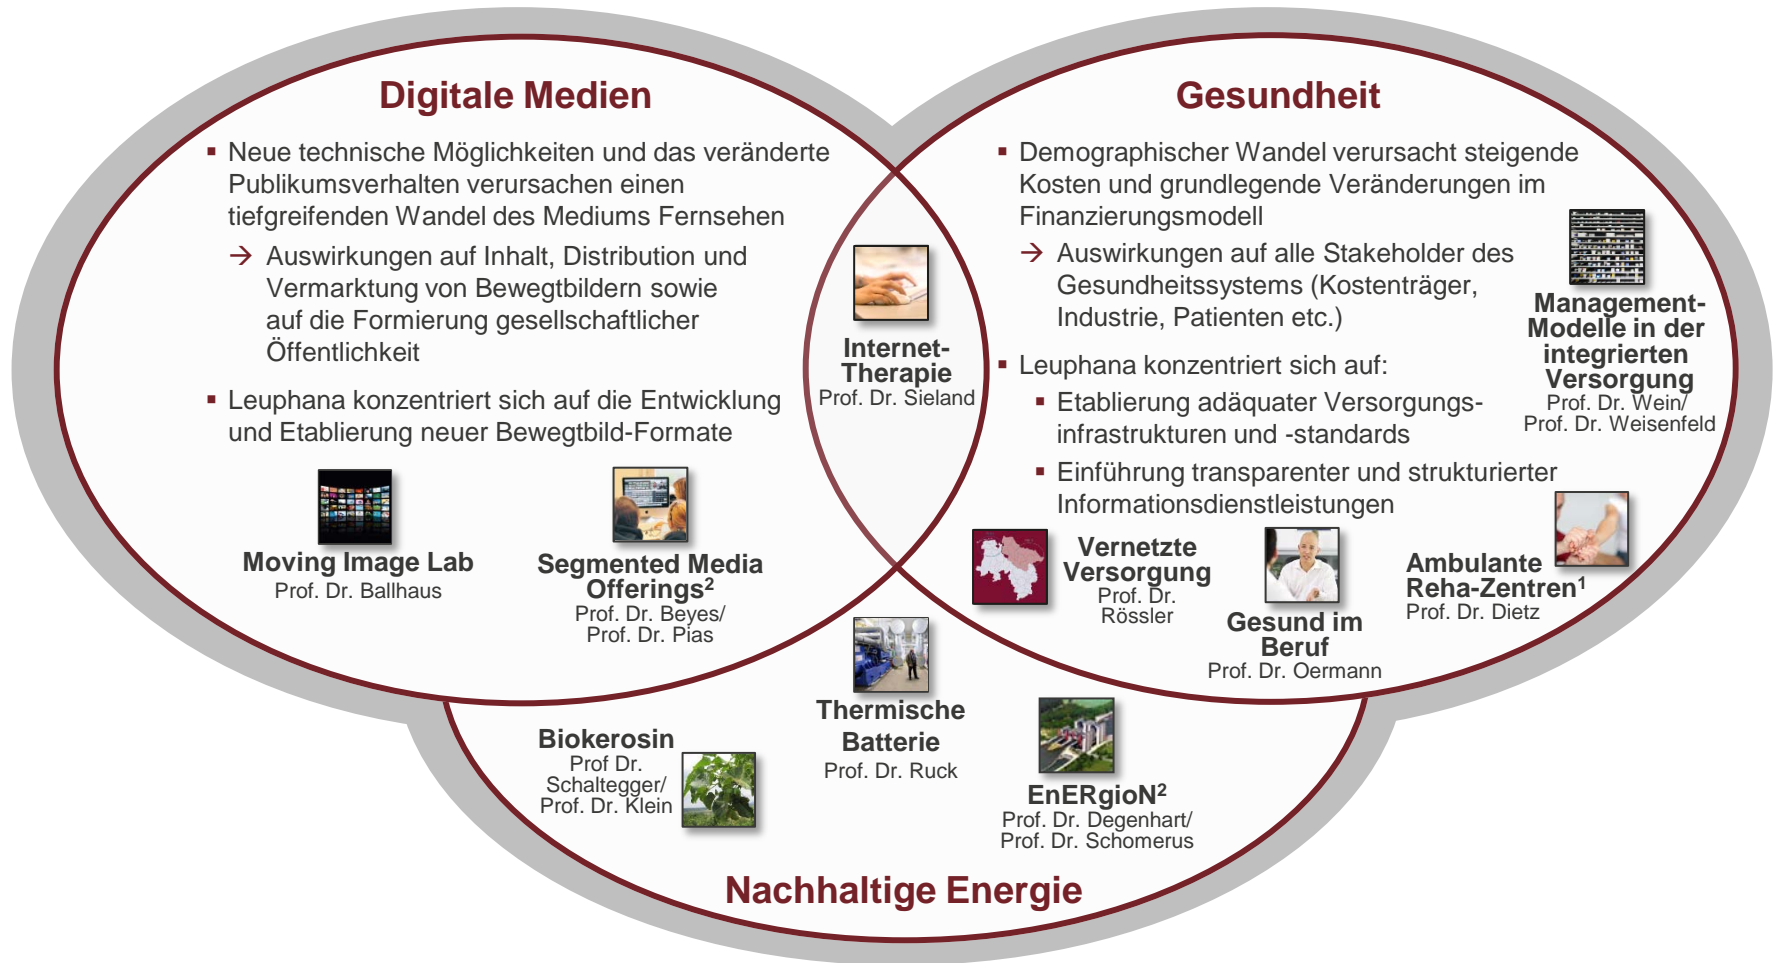 Digitale Medien
▪ Neue technische Möglichkeiten und das veränderte
Publikumsverhalten verursachen einen
tiefgreifenden Wandel des Mediums Fernsehen
→ Auswirkungen auf Inhalt, Distribution und
Vermarktung von Bewegtbildern sowie
auf die Formierung gesellschaftlicher
Öffentlichkeit
▪ Leuphana konzentriert sich auf die Entwicklung
und Etablierung neuer Bewegtbild-Formate
Moving Image Lab
Prof. Dr. Ballhaus
Segmented Media
Offerings²
Prof. Dr. Beyes/
Prof. Dr. Pias
Internet-
Therapie
Prof. Dr. Sieland
Gesundheit
▪ Demographischer Wandel verursacht steigende
Kosten und grundlegende Veränderungen im
Finanzierungsmodell
→ Auswirkungen auf alle Stakeholder des
Gesundheitssystems (Kostenträger,
Industrie, Patienten etc.)
▪ Leuphana konzentriert sich auf:
▪ Etablierung adäquater Versorgungs-
infrastrukturen und -standards
▪ Einführung transparenter und strukturierter
Informationsdienstleistungen
Management-
Modelle in der
integrierten
Versorgung
Prof. Dr. Wein/
Prof. Dr. Weisenfeld
Vernetzte
Versorgung
Prof. Dr.
Rössler
Gesund im
Beruf
Prof. Dr. Oermann
Ambulante
Reha-Zentren¹
Prof. Dr. Dietz
Biokerosin
Prof Dr.
Schaltegger/
Prof. Dr. Klein
Thermische
Batterie
Prof. Dr. Ruck
EnERgioN²
Prof. Dr. Degenhart/
Prof. Dr. Schomerus
Nachhaltige Energie